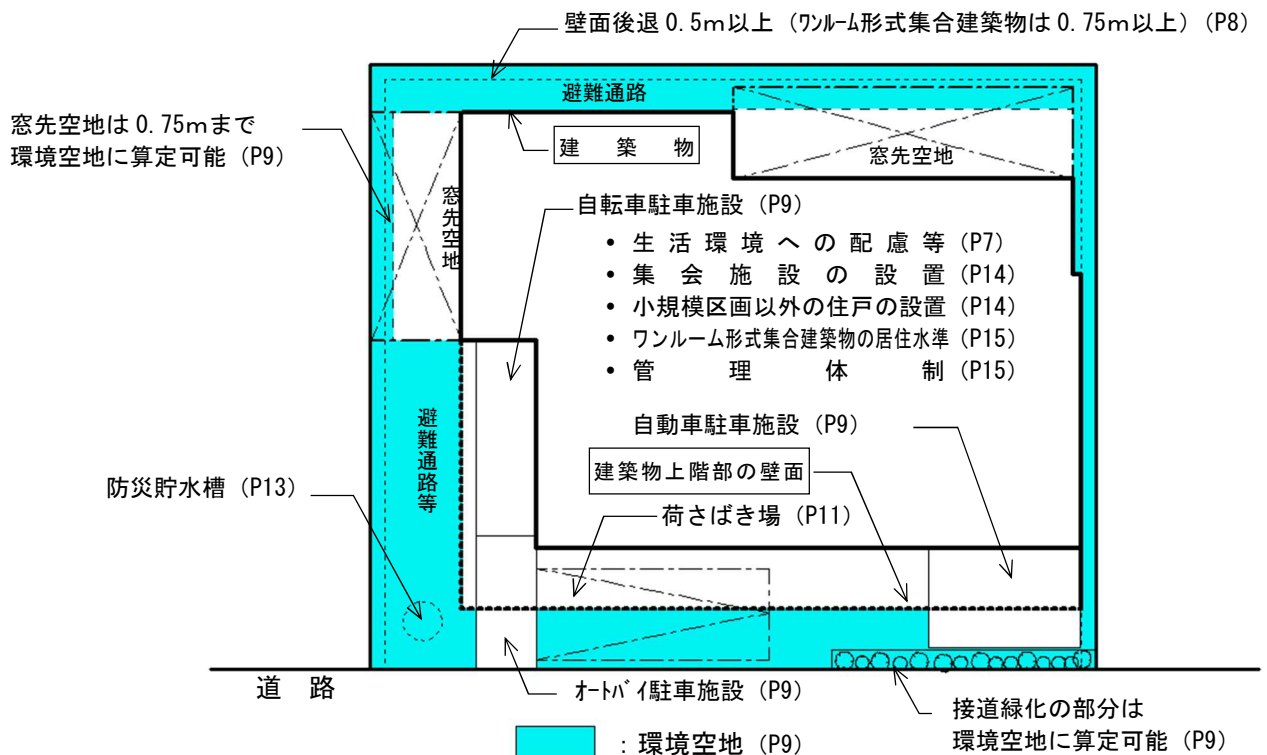 壁面後退0.5m以上（ワンルーム形式集合建築物は0.75m以上）(P8)
避難通路
窓先空地は0.75mまで
環境空地に算定可能（P9）
建築物
窓先空地
窓先空地
自転車駐車施設（P9）
• 生活環境への配慮等（P7）
• 集会施設の設置（P14）
• 小規模区画以外の住戸の設置（P14）
• ワンルーム形式集合建築物の居住水準（P15）
• 管理体制（P15）
避難通路等
自動車駐車施設（P9）
建築物上階部の壁面
防災貯水槽（P13）
荷さばき場（P11）
道路
オートバイ駐車施設（P9）
接道緑化の部分は
環境空地に算定可能（P9）
：環境空地（P9）